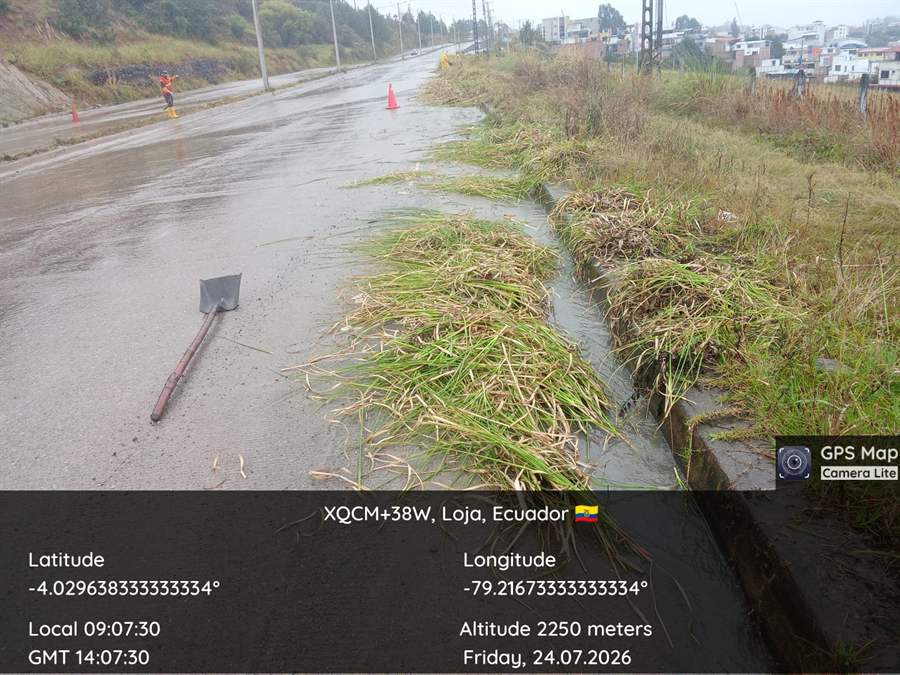 GPS Map
Camera Lite
XQCM+38W, Loja, Ecuador 🇪🇨
Latitude
-4.029638333333334°
Longitude
-79.21673333333334°
Local 09:07:30
GMT 14:07:30
Altitude 2250 meters
Friday, 24.07.2026